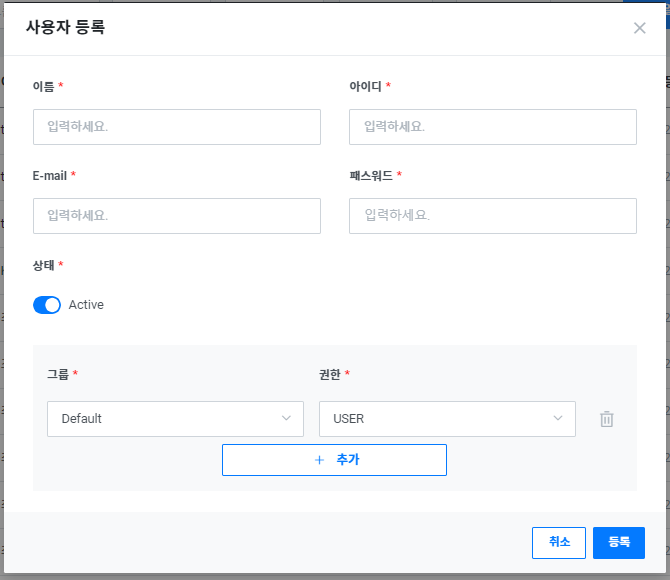 사용자 등록
이름 *
아이디 *
입력하세요.
입력하세요.
E-mail *
패스워드 *
입력하세요.
입력하세요.
상태 *
Active
그룹 *
권한 *
Default
USER
+ 추가
취소
등록